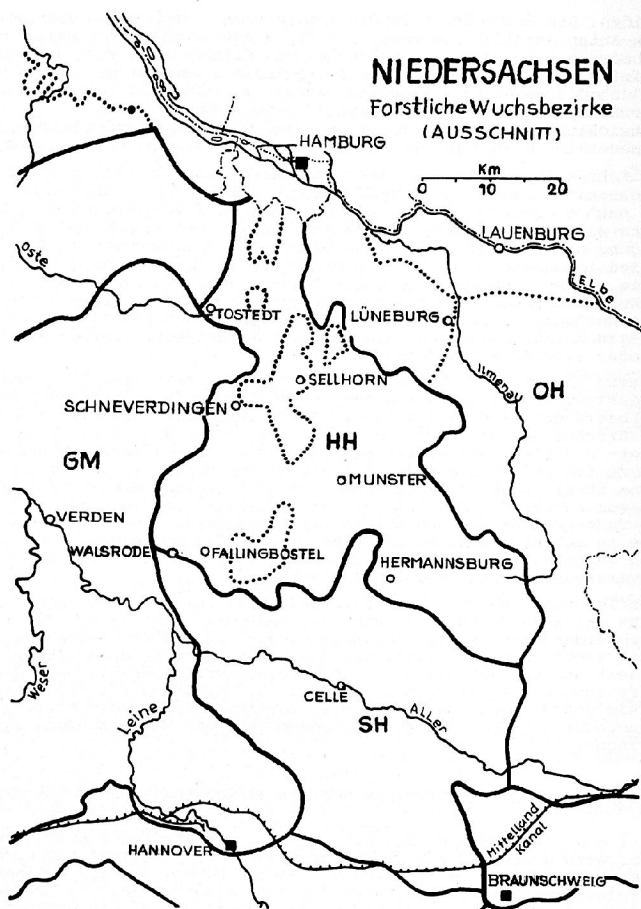 NIEDERSACHSEN
Forstliche Wuchsbezirke
(AUSSCHNITT)
HAMBURG
Km
0 10 20
LAUENBURG
Oste
ELbe
TOSTEDT
LÜNEBURG
Ilmenau
SELLHORN
OH
SCHNEVERDINGEN
HH
GM
MUNSTER
VERDEN
WALSRODE
FALLINGBÖSTEL
HERMANNSBURG
Weser
CELLE
Leine
Aller
SH
Mittelland
Kanal
HANNOVER
BRAUNSCHWEIG